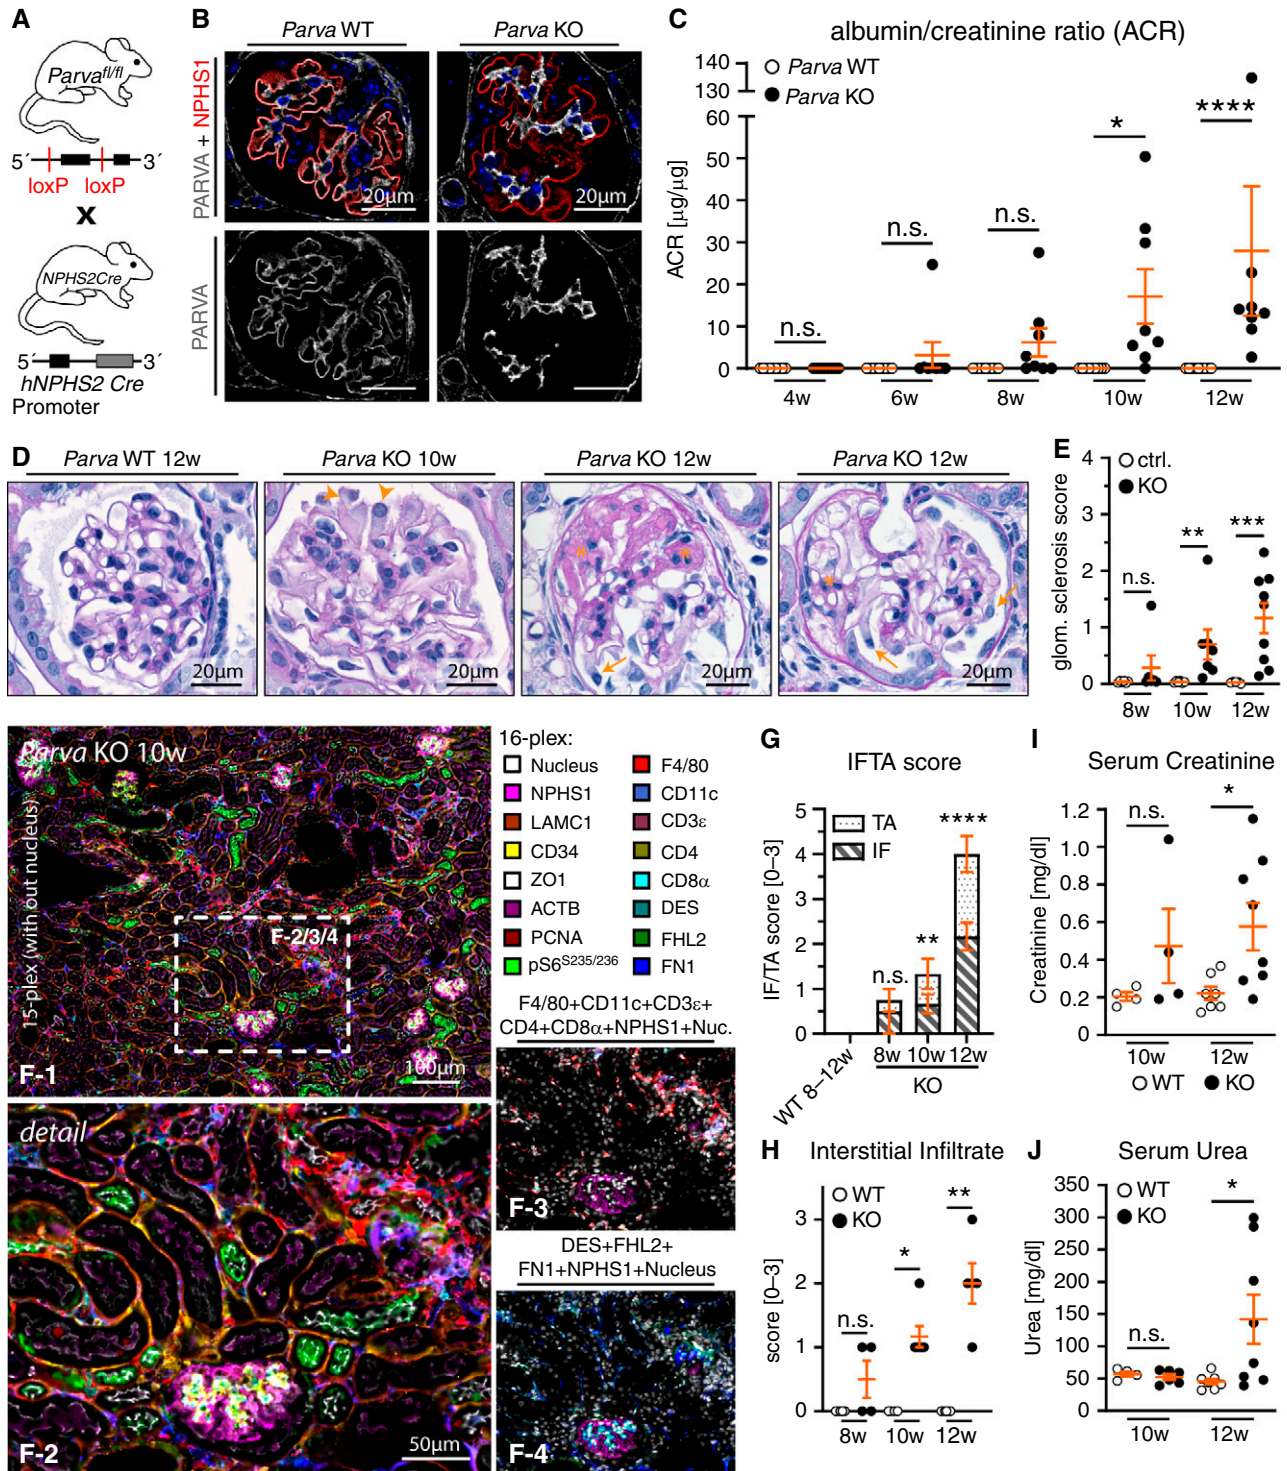 A
Parva^fl/fl
5´ 3´
loxP loxP
x
NPHS2Cre
5´ 3´
hNPHS2 Cre
Promoter
B
Parva WT Parva KO
PARVA + NPHS1
20µm 20µm
PARVA
C
albumin/creatinine ratio (ACR)
Parva WT
Parva KO
ACR [µg/µg]
140
130
60
50
40
30
20
10
0
n.s. n.s. n.s. * ****
4w 6w 8w 10w 12w
D
Parva WT 12w Parva KO 10w Parva KO 12w Parva KO 12w
* * *
20µm 20µm 20µm 20µm
E
ctrl.
KO
glom. sclerosis score
4
3
2
1
0
n.s. ** ***
8w 10w 12w
Parva KO 10w
15-plex (with out nucleus)
F-2/3/4
F-1
100µm
detail
F-2
50µm
16-plex:
Nucleus F4/80
NPHS1 CD11c
LAMC1 CD3ε
CD34 CD4
ZO1 CD8α
ACTB DES
PCNA FHL2
pS6^S235/236 FN1
F4/80+CD11c+CD3ε+
CD4+CD8α+NPHS1+Nuc.
F-3
DES+FHL2+
FN1+NPHS1+Nucleus
F-4
G
IFTA score
IF/TA score [0–3]
5
4
3
2
1
0
TA
IF
n.s. ** ****
WT 8–12w 8w 10w 12w
KO
H
Interstitial Infiltrate
WT
KO
score [0–3]
3
2
1
0
n.s. * **
8w 10w 12w
I
Serum Creatinine
Creatinine [mg/dl]
1.2
1.0
0.8
0.6
0.4
0.2
0
n.s. *
10w 12w
WT KO
J
Serum Urea
WT
KO
Urea [mg/dl]
350
300
250
200
150
100
50
0
n.s. *
10w 12w